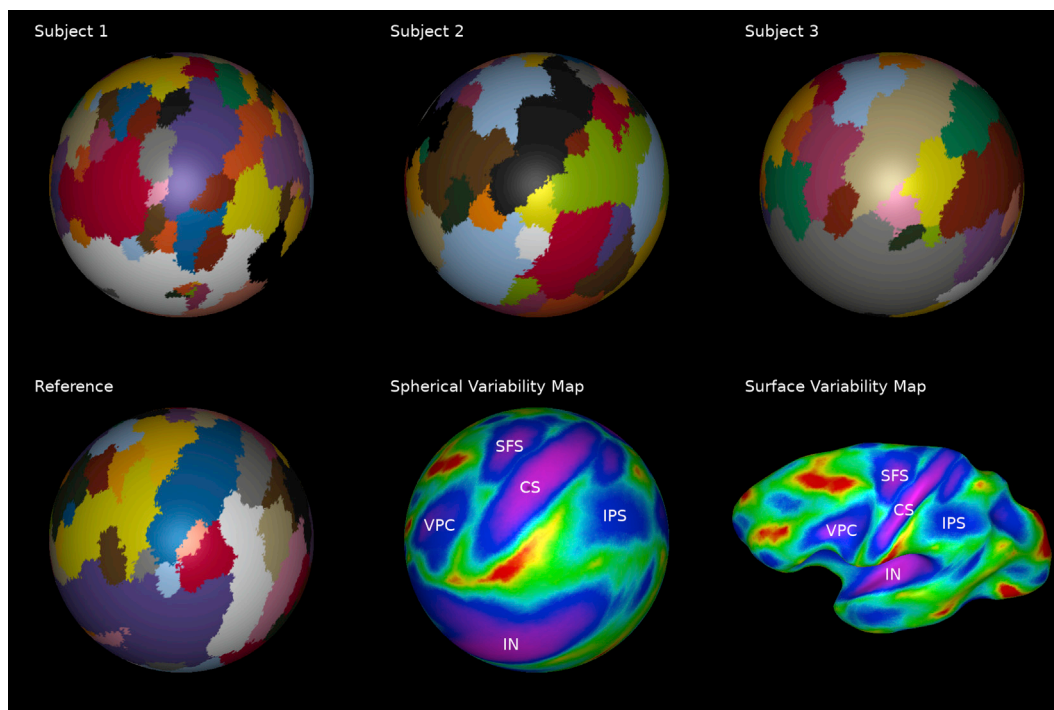 Subject 1
Subject 2
Subject 3
Reference
Spherical Variability Map
Surface Variability Map
SFS
CS
VPC
IPS
IN
SFS
CS
VPC
IPS
IN